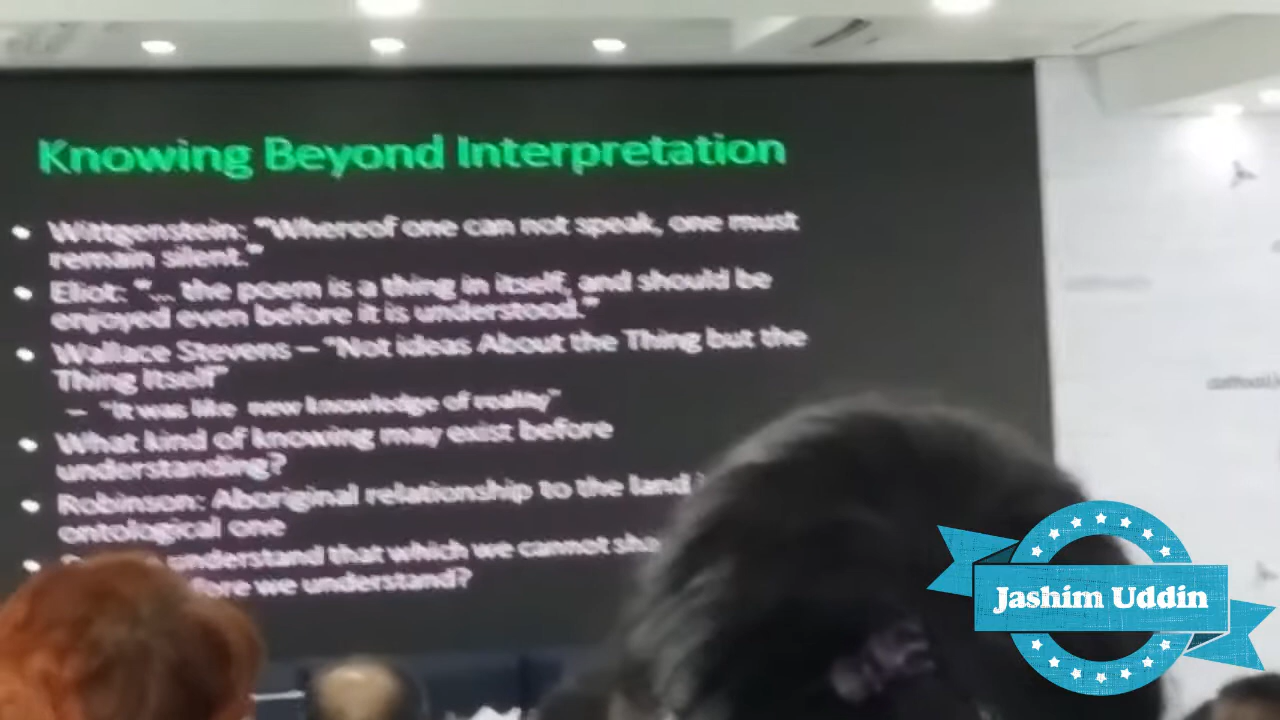 Knowing Beyond Interpretation
• Wittgenstein: "Whereof one can not speak, one must
remain silent."
• Eliot: "... the poem is a thing in itself, and should be
enjoyed even before it is understood."
• Wallace Stevens – "Not ideas About the Thing but the
Thing Itself"
– "It was like new knowledge of reality"
• What kind of knowing may exist before
understanding?
• Robinson: Aboriginal relationship to the land
ontological one
• understand that which we cannot
we understand?
Jashim Uddin